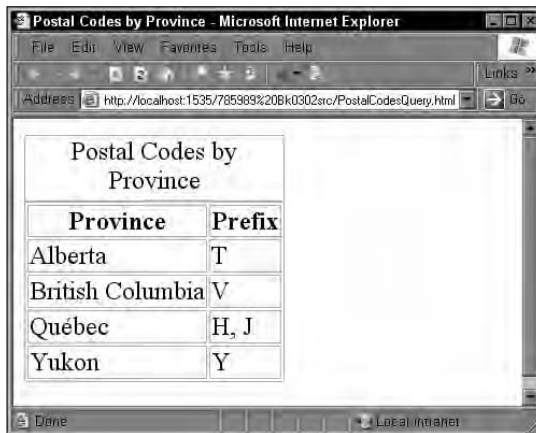 Postal Codes by Province - Microsoft Internet Explorer
File Edit View Favorites Tools Help
Links »
Address http://localhost:1535/785989%20Bk0302src/PostalCodesQuery.html Go
Postal Codes by
Province
Province Prefix
Alberta T
British Columbia V
Québec H, J
Yukon Y
Done Local intranet